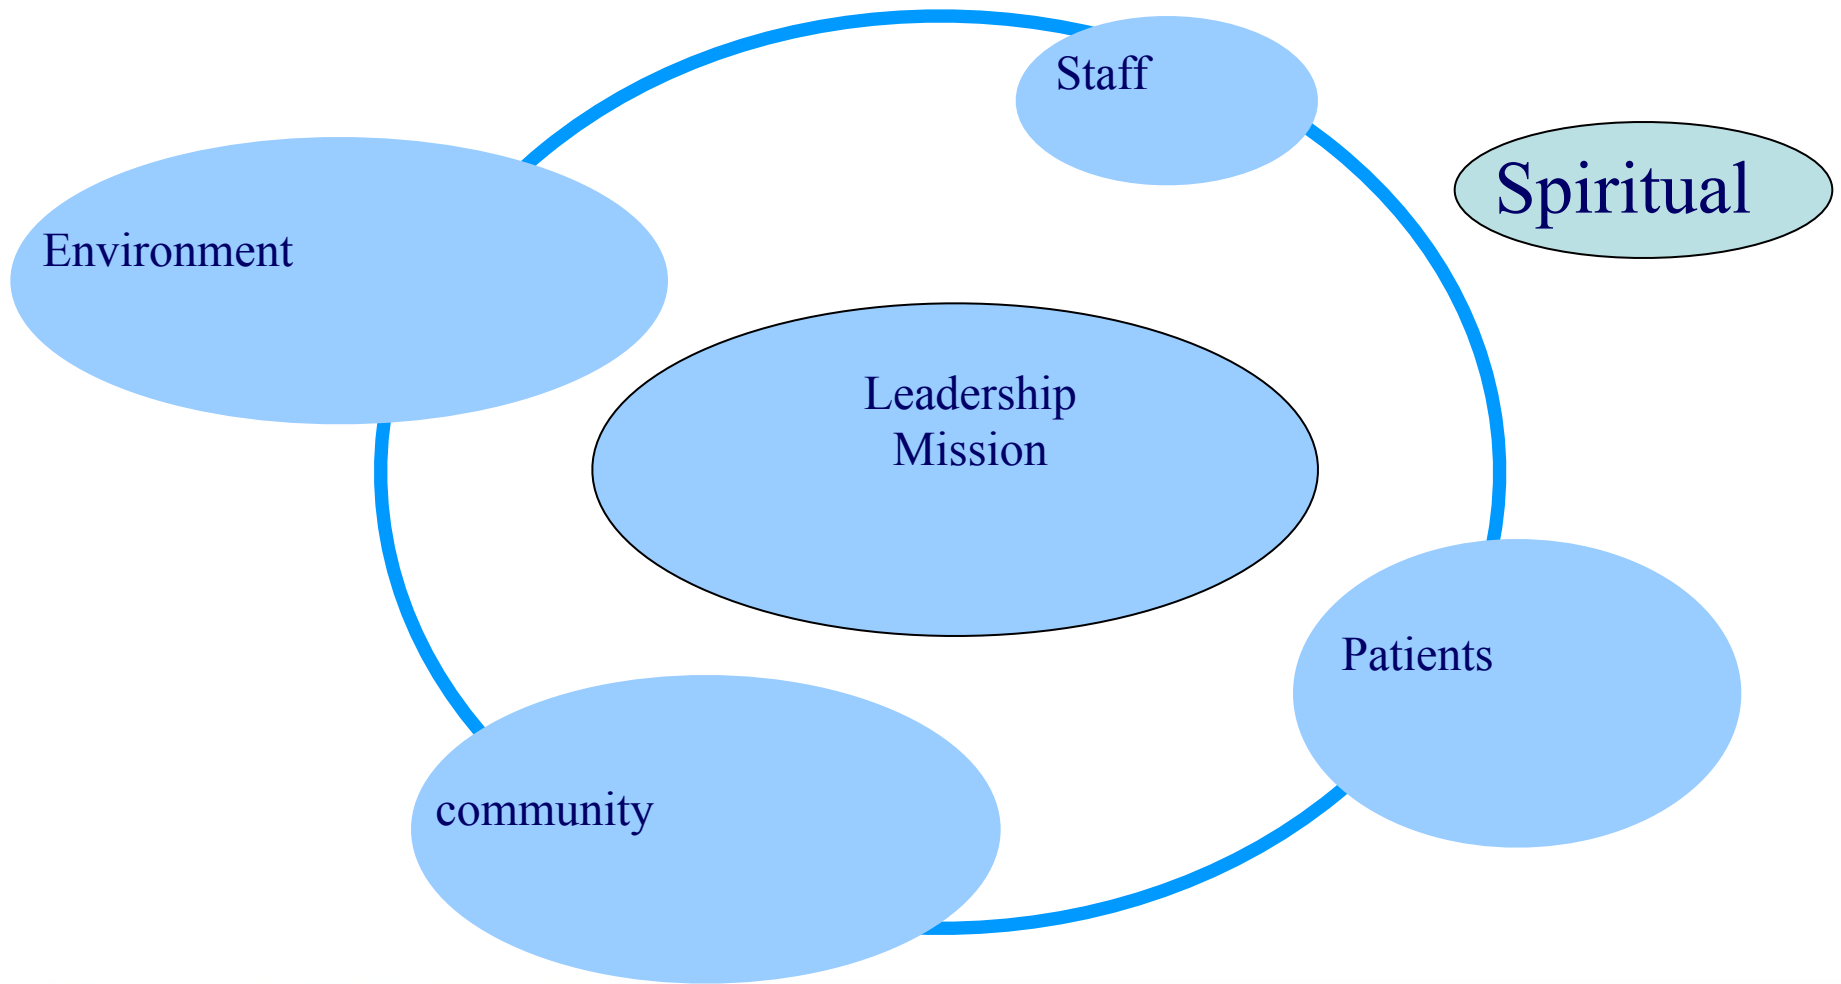 Staff
Spiritual
Environment
Leadership
Mission
Patients
community